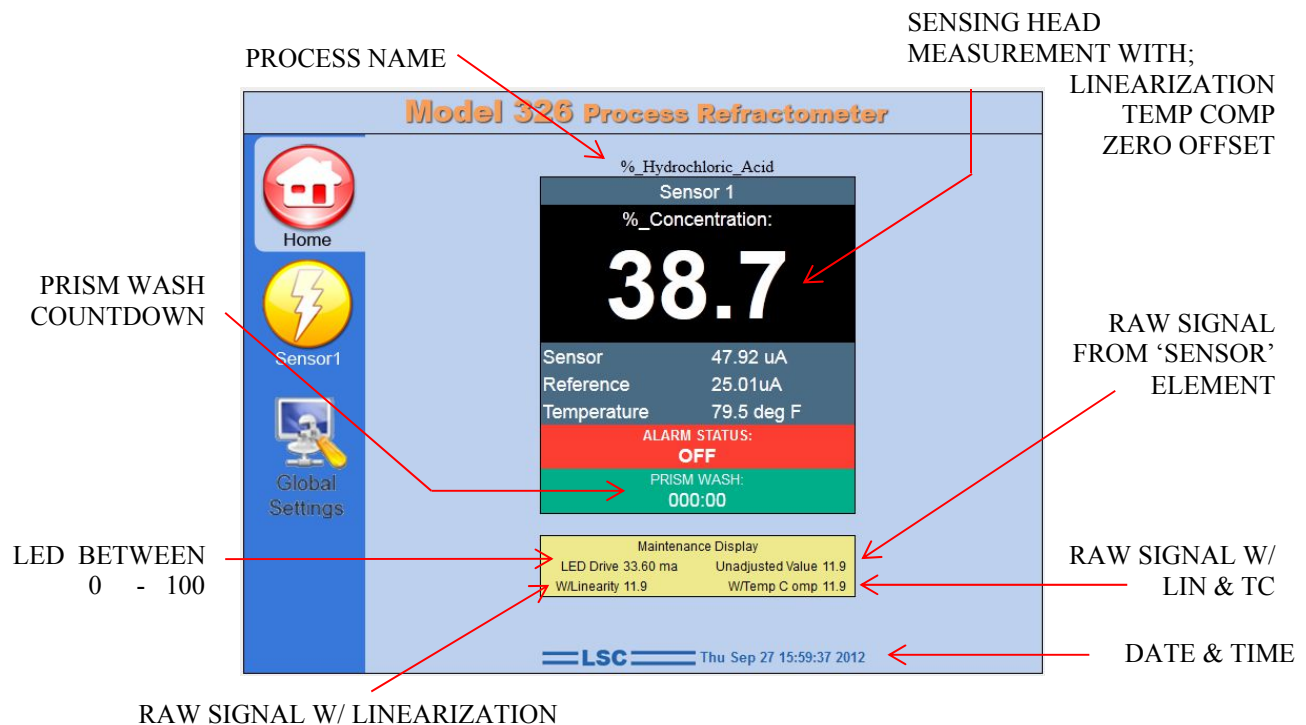 SENSING HEAD
MEASUREMENT WITH;
LINEARIZATION
TEMP COMP
ZERO OFFSET
PROCESS NAME
Model 326 Process Refractometer
%_Hydrochloric_Acid
Sensor 1
%_Concentration:
38.7
Sensor 47.92 uA
Reference 25.01uA
Temperature 79.5 deg F
ALARM STATUS:
OFF
PRISM WASH:
000:00
Home
Sensor1
Global
Settings
PRISM WASH
COUNTDOWN
RAW SIGNAL
FROM ‘SENSOR’
ELEMENT
Maintenance Display
LED Drive 33.60 ma Unadjusted Value 11.9
W/Linearity 11.9 W/Temp C omp 11.9
LED BETWEEN
0 - 100
RAW SIGNAL W/
LIN & TC
LSC Thu Sep 27 15:59:37 2012
DATE & TIME
RAW SIGNAL W/ LINEARIZATION